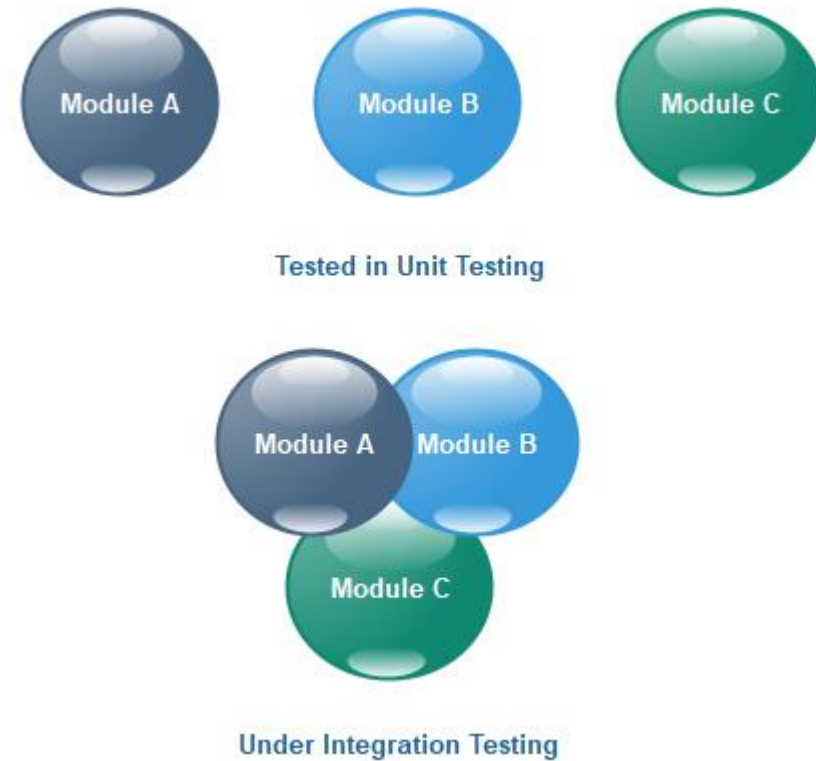 Module A Module B Module C
Tested in Unit Testing
Module A Module B
Module C
Under Integration Testing